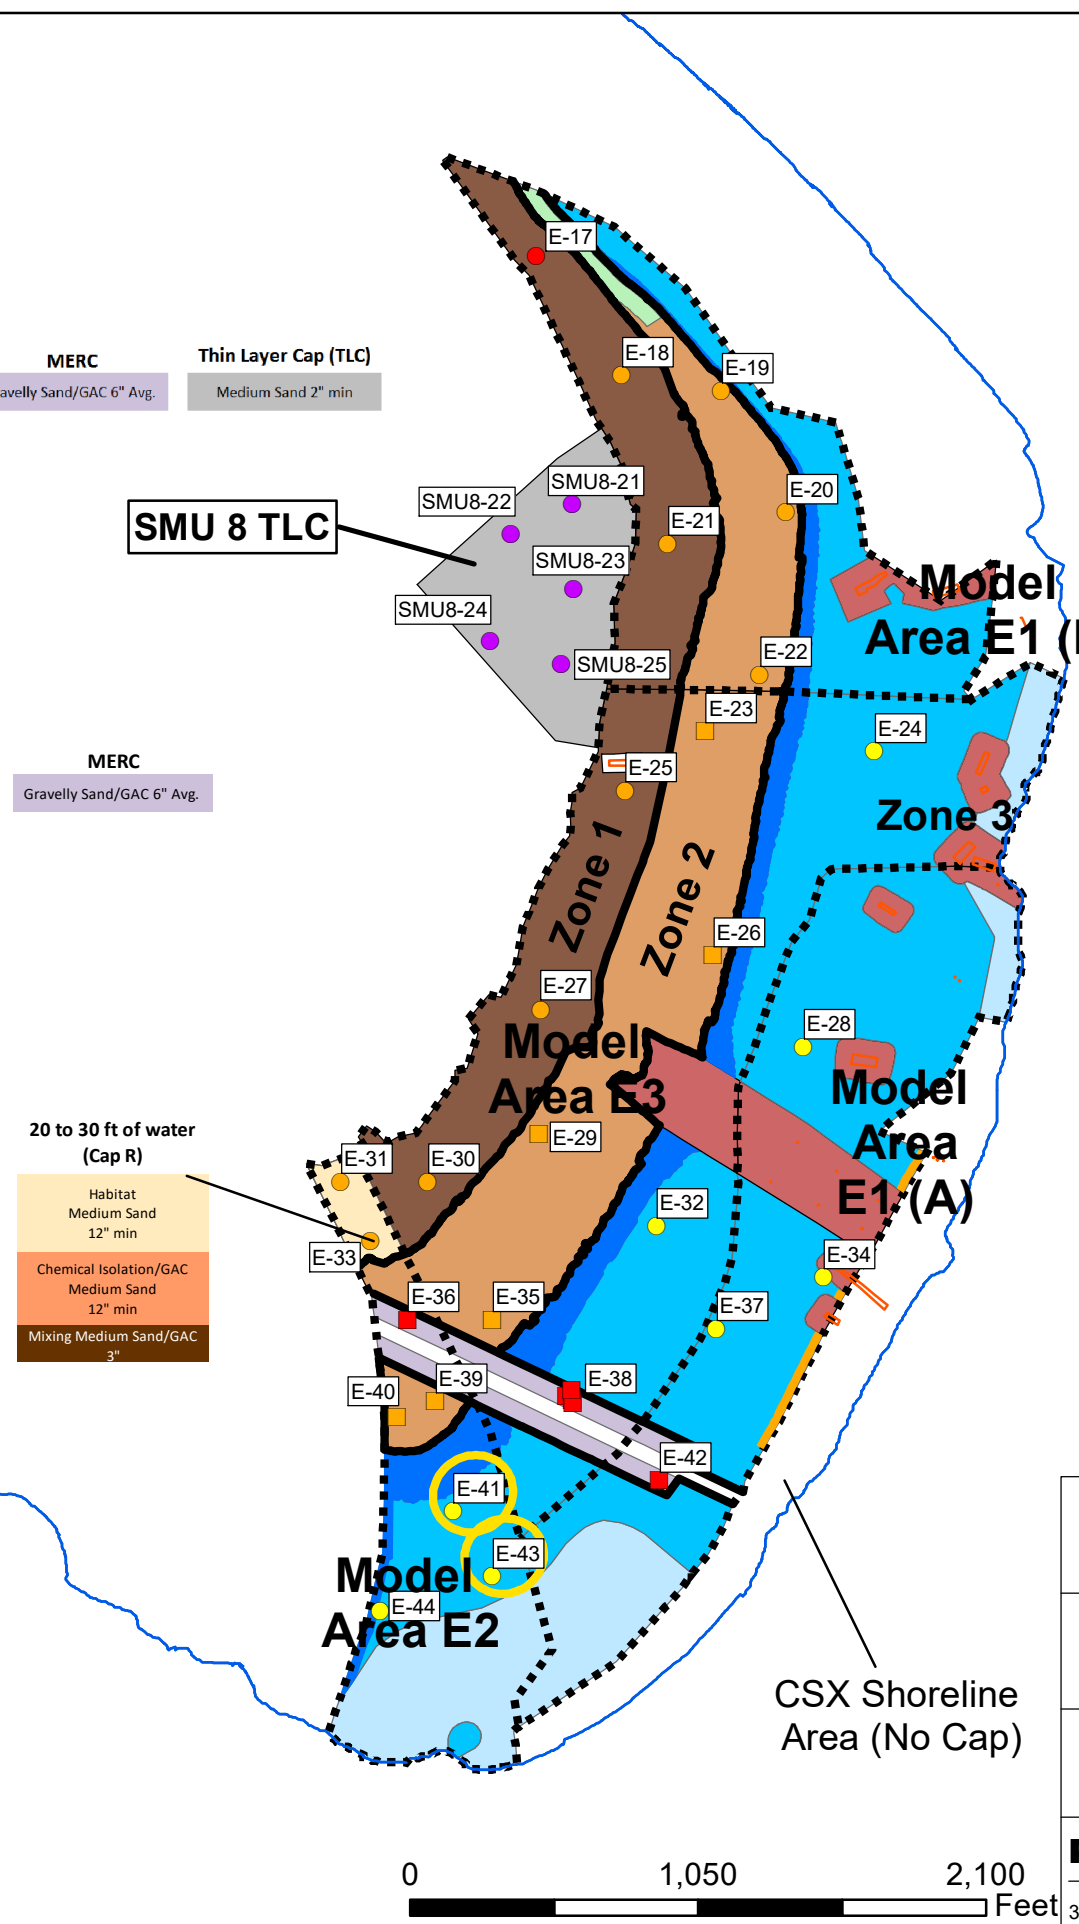 E-17
MERC
Thin Layer Cap (TLC)
avelly Sand/GAC 6" Avg.
Medium Sand 2" min
E-18
E-19
SMU8-21
SMU8-22
E-20
SMU 8 TLC
E-21
SMU8-23
Model
Area E1 (
SMU8-24
SMU8-25
E-22
E-23
E-24
MERC
Gravelly Sand/GAC 6" Avg.
E-25
Zone 3
Zone 1
Zone 2
E-26
E-27
E-28
Model
Area E3
Model
Area
E1 (A)
20 to 30 ft of water
(Cap R)
Habitat
Medium Sand
12" min
Chemical Isolation/GAC
Medium Sand
12" min
Mixing Medium Sand/GAC
3"
E-29
E-31
E-30
E-32
E-33
E-34
E-36
E-35
E-37
E-39
E-38
E-40
E-42
E-41
E-43
Model
Area E2
E-44
CSX Shoreline
Area (No Cap)
0
1,050
2,100
Feet
3